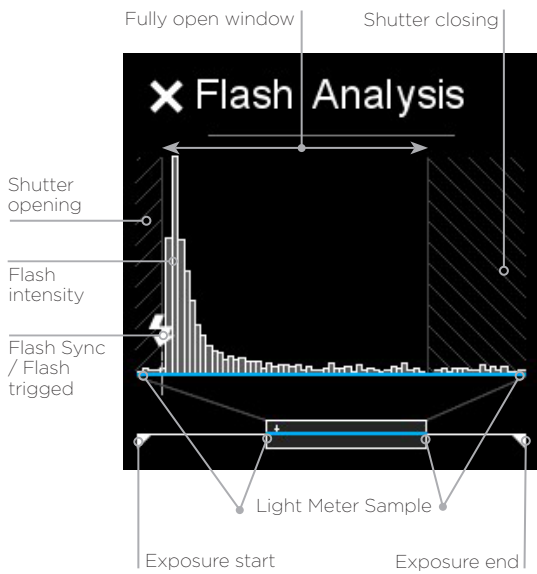 Fully open window
Shutter closing
Flash Analysis
Shutter
opening
Flash
intensity
Flash Sync
/ Flash
trigged
Light Meter Sample
Exposure start
Exposure end